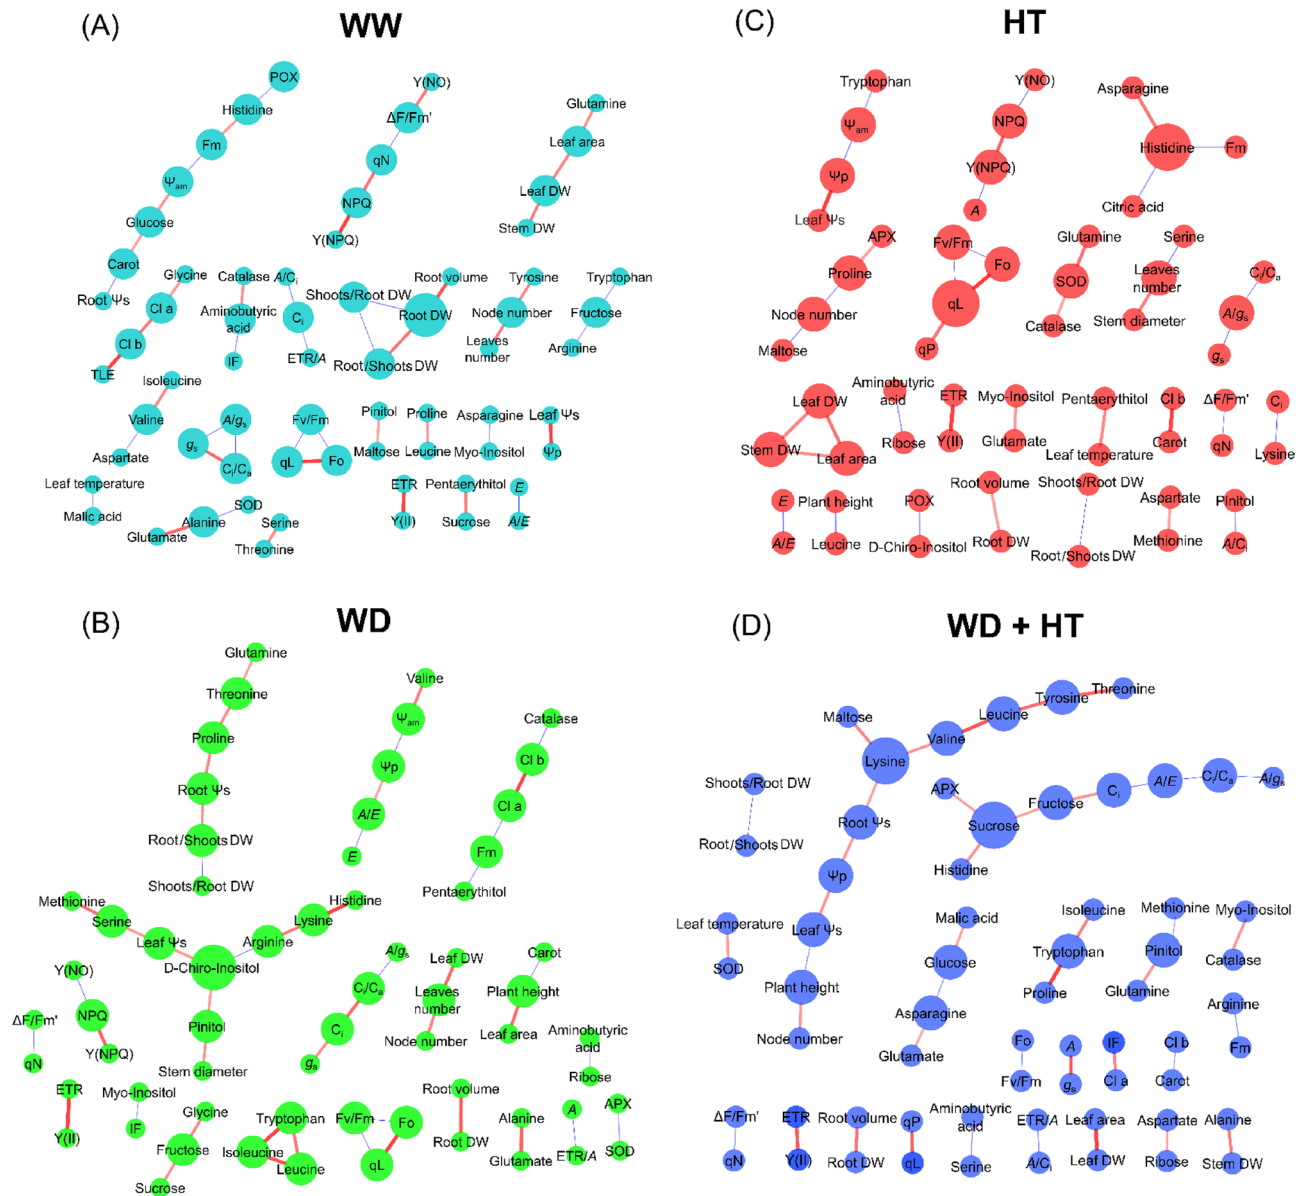 (A)
WW
POX
Histidine
Fm
Ψam
Glucose
Carot
Root Ψs
Y(NO)
ΔF/Fm'
qN
NPQ
Y(NPQ)
Glutamine
Leaf area
Leaf DW
Stem DW
Glycine
Cl a
Cl b
TLE
Catalase
Aminobutyric
acid
IF
A/Ci
Ci
ETR/A
Shoots/Root DW
Root volume
Root DW
Root/Shoots DW
Tyrosine
Node number
Leaves
number
Tryptophan
Fructose
Arginine
Isoleucine
Valine
Aspartate
A/gs
gs
Ci/Ca
Fv/Fm
qL
Fo
Pinitol
Maltose
Proline
Leucine
Asparagine
Myo-Inositol
Leaf Ψs
Ψp
Leaf temperature
Malic acid
SOD
Alanine
Glutamate
Serine
Threonine
ETR
Y(II)
Pentaerythitol
Sucrose
E
A/E
(C)
HT
Tryptophan
Ψam
Ψp
Leaf Ψs
Y(NO)
NPQ
Y(NPQ)
A
Asparagine
Histidine
Fm
Citric acid
APX
Proline
Node number
Maltose
Fv/Fm
Fo
qL
qP
Glutamine
SOD
Catalase
Serine
Leaves
number
Stem diameter
Ci/Ca
A/gs
gs
Leaf DW
Stem DW
Leaf area
Aminobutyric
acid
Ribose
ETR
Y(II)
Myo-Inositol
Glutamate
Pentaerythitol
Leaf temperature
Cl b
Carot
ΔF/Fm'
qN
Ci
Lysine
E
A/E
Plant height
Leucine
POX
D-Chiro-Inositol
Root volume
Root DW
Shoots/Root DW
Root/Shoots DW
Aspartate
Methionine
Pinitol
A/Ci
(B)
WD
Glutamine
Threonine
Proline
Root Ψs
Root/Shoots DW
Shoots/Root DW
Valine
Ψam
Ψp
A/E
E
Catalase
Cl b
Cl a
Fm
Pentaerythitol
Methionine
Serine
Leaf Ψs
D-Chiro-Inositol
Arginine
Lysine
Histidine
Pinitol
Stem diameter
Y(NO)
NPQ
Y(NPQ)
ΔF/Fm'
qN
A/gs
Ci/Ca
Ci
gs
Leaf DW
Leaves
number
Node number
Carot
Plant height
Leaf area
Aminobutyric
acid
Ribose
ETR
Y(II)
Myo-Inositol
IF
Glycine
Fructose
Sucrose
Tryptophan
Isoleucine
Leucine
Fv/Fm
Fo
qL
Root volume
Root DW
Alanine
Glutamate
A
ETR/A
APX
SOD
(D)
WD + HT
Threonine
Tyrosine
Leucine
Valine
Maltose
Lysine
Root Ψs
Ψp
Leaf Ψs
Plant height
Node number
Shoots/Root DW
Root/Shoots DW
APX
Sucrose
Histidine
Fructose
Ci
A/E
Ci/Ca
A/gs
Leaf temperature
SOD
Malic acid
Glucose
Asparagine
Glutamate
Isoleucine
Tryptophan
Proline
Methionine
Pinitol
Glutamine
Myo-Inositol
Catalase
Arginine
Fm
Fo
Fv/Fm
A
gs
IF
Cl a
Cl b
Carot
ΔF/Fm'
qN
ETR
Y(II)
Root volume
Root DW
qP
qL
Aminobutyric
acid
Serine
ETR/A
A/Ci
Leaf area
Leaf DW
Aspartate
Ribose
Alanine
Stem DW